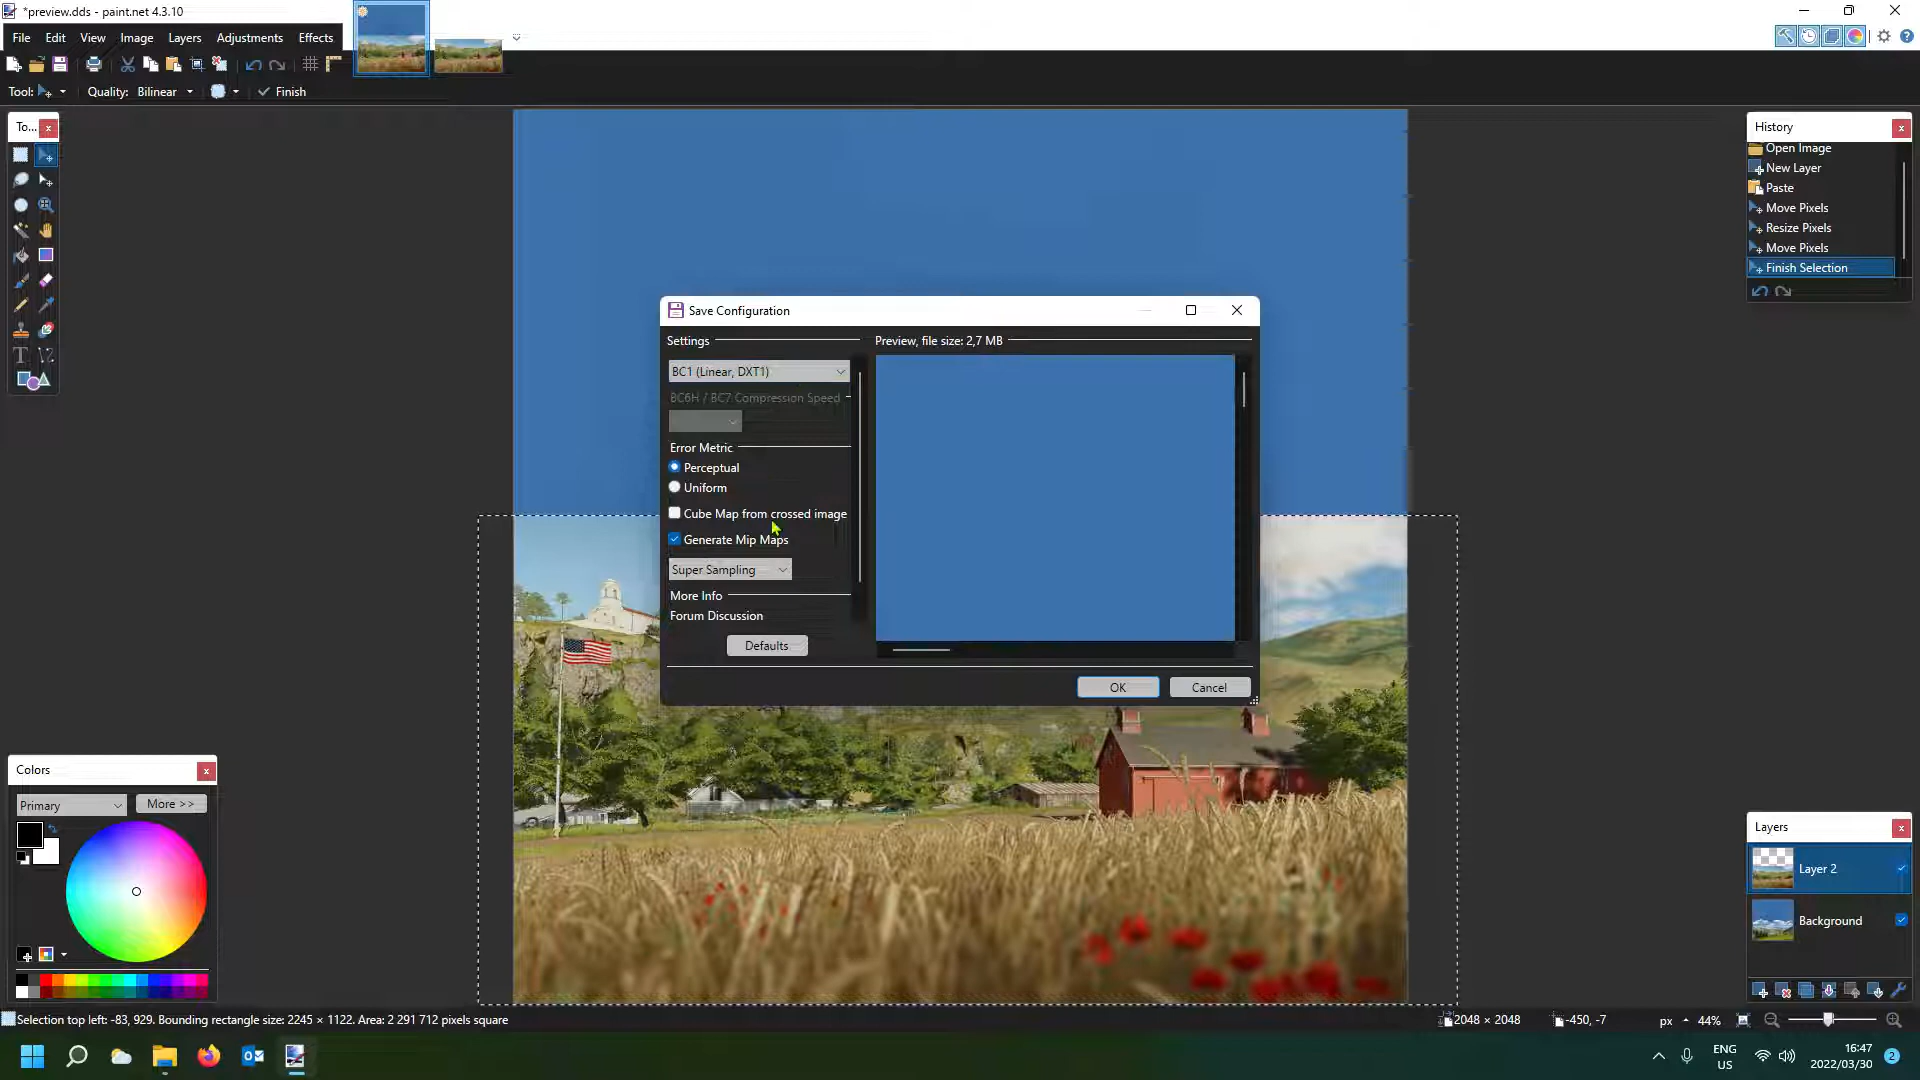 *preview.dds - paint.net 4.3.10
File Edit View Image Layers Adjustments Effects
Tool: Quality: Bilinear Finish
To...
History
Open Image
New Layer
Paste
Move Pixels
Resize Pixels
Move Pixels
Finish Selection
Save Configuration
Settings
Preview, file size: 2,7 MB
BC1 (Linear, DXT1)
BC6H / BC7 Compression Speed
Error Metric
Perceptual
Uniform
Cube Map from crossed image
Generate Mip Maps
Super Sampling
More Info
Forum Discussion
Defaults
OK Cancel
Colors
Primary More >>
Layers
Layer 2
Background
Selection top left: -83, 929. Bounding rectangle size: 2245 × 1122. Area: 2 291 712 pixels square
2048 × 2048 -450, -7 px 44%
ENG
US
16:47
2022/03/30
2